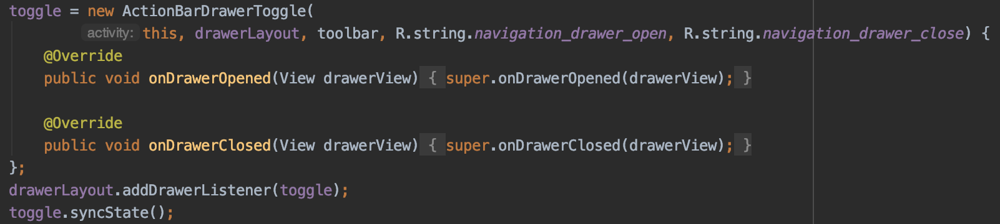 toggle = new ActionBarDrawerToggle(
activity: this, drawerLayout, toolbar, R.string.navigation_drawer_open, R.string.navigation_drawer_close) {
@Override
public void onDrawerOpened(View drawerView) { super.onDrawerOpened(drawerView); }
@Override
public void onDrawerClosed(View drawerView) { super.onDrawerClosed(drawerView); }
};
drawerLayout.addDrawerListener(toggle);
toggle.syncState();